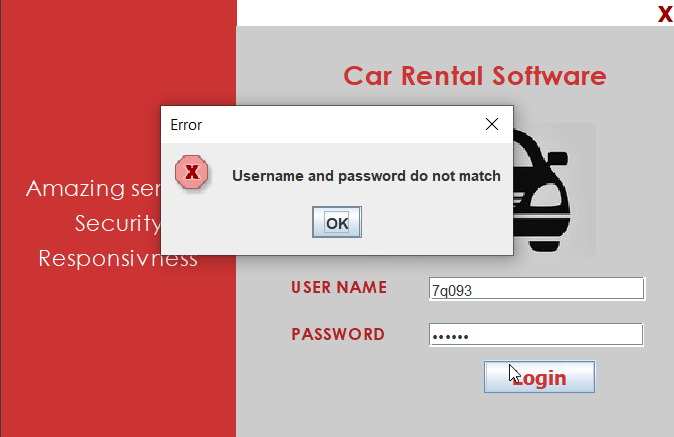 X
Car Rental Software
Error
Username and password do not match
OK
Amazing ser
Security
Responsivness
USER NAME
7q093
PASSWORD
••••••
Login